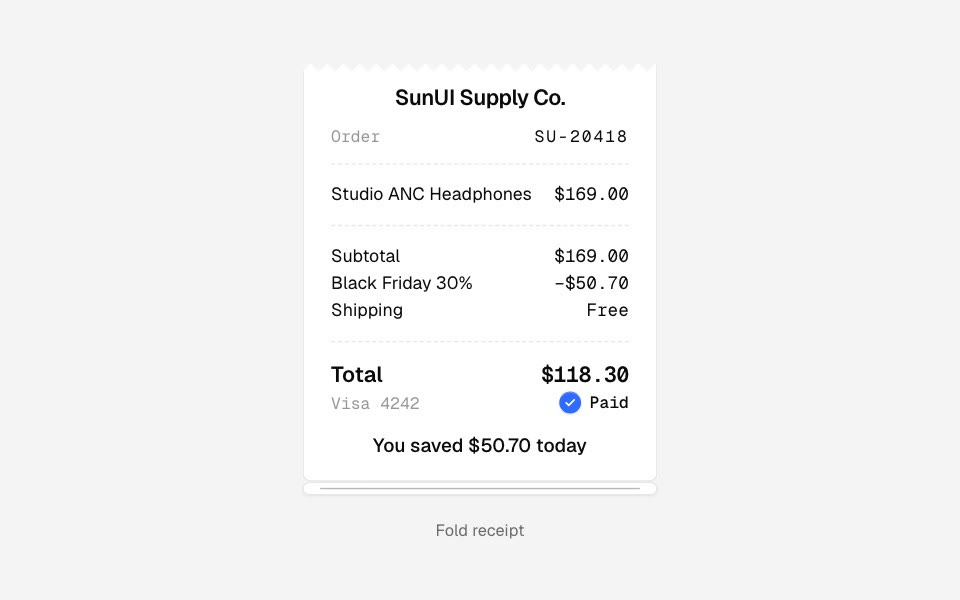 SunUI Supply Co.
Order SU-20418
Studio ANC Headphones $169.00
Subtotal $169.00
Black Friday 30% −$50.70
Shipping Free
Total $118.30
Visa 4242 Paid
You saved $50.70 today
Fold receipt